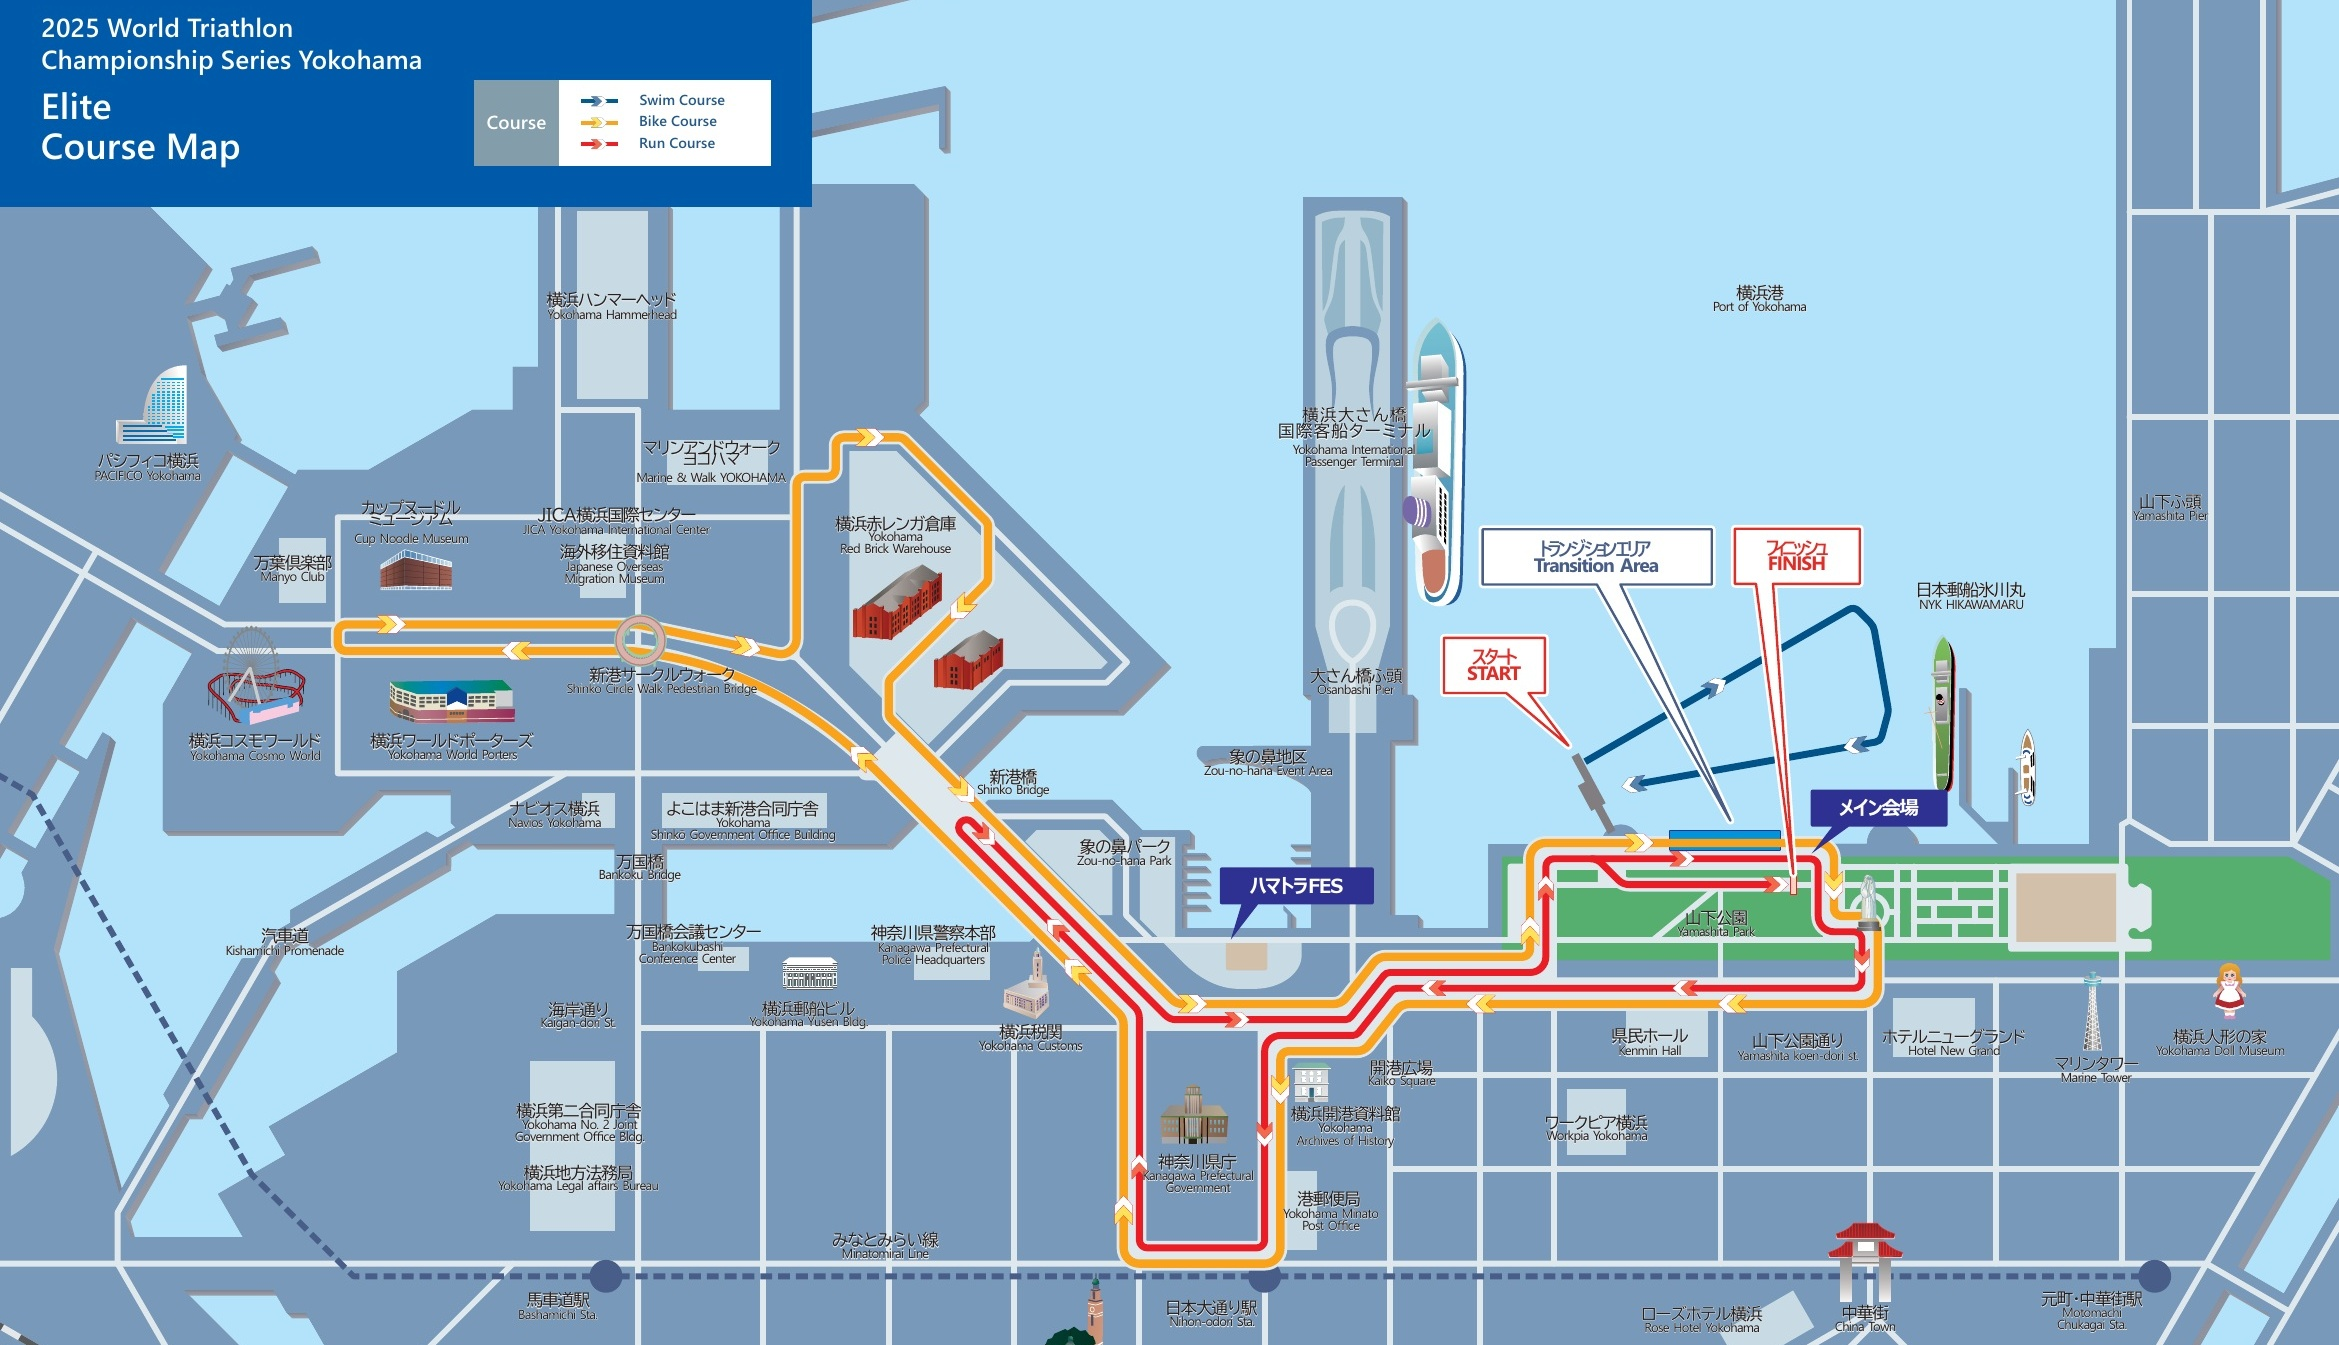 2025 World Triathlon
Championship Series Yokohama
Elite
Course Map
Course
Swim Course
Bike Course
Run Course
横浜ハンマーヘッド
Yokohama Hammerhead
横浜港
Port of Yokohama
パシフィコ横浜
PACIFICO Yokohama
マリンアンドウォーク
ヨコハマ
Marine & Walk YOKOHAMA
横浜大さん橋
国際客船ターミナル
Yokohama International
Passenger Terminal
カップヌードル
ミュージアム
Cup Noodle Museum
JICA横浜国際センター
JICA Yokohama International Center
横浜赤レンガ倉庫
Yokohama
Red Brick Warehouse
山下ふ頭
Yamashita Pier
万葉倶楽部
Manyo Club
海外移住資料館
Japanese Overseas
Migration Museum
トランジションエリア
Transition Area
フィニッシュ
FINISH
日本郵船氷川丸
NYK HIKAWAMARU
スタート
START
新港サークルウォーク
Shinko Circle Walk Pedestrian Bridge
大さん橋ふ頭
Osanbashi Pier
横浜コスモワールド
Yokohama Cosmo World
横浜ワールドポーターズ
Yokohama World Porters
象の鼻地区
Zou-no-hana Event Area
新港橋
Shinko Bridge
ナビオス横浜
Navios Yokohama
よこはま新港合同庁舎
Yokohama
Shinko Government Office Building
メイン会場
万国橋
Bankoku Bridge
象の鼻パーク
Zou-no-hana Park
ハマトラFES
汽車道
Kishamichi Promenade
万国橋会議センター
Bankokubashi
Conference Center
神奈川県警察本部
Kanagawa Prefectural
Police Headquarters
山下公園
Yamashita Park
海岸通り
Kaigan-dori St.
横浜郵船ビル
Yokohama Yusen Bldg.
横浜税関
Yokohama Customs
県民ホール
Kenmin Hall
山下公園通り
Yamashita koen-dori st.
ホテルニューグランド
Hotel New Grand
マリンタワー
Marine Tower
横浜人形の家
Yokohama Doll Museum
開港広場
Kaiko Square
横浜第二合同庁舎
Yokohama No. 2 Joint
Government Office Bldg.
横浜開港資料館
Yokohama
Archives of History
ワークピア横浜
Workpia Yokohama
横浜地方法務局
Yokohama Legal affairs Bureau
神奈川県庁
Kanagawa Prefectural
Government
港郵便局
Yokohama Minato
Post Office
みなとみらい線
Minatomirai Line
馬車道駅
Bashamichi Sta.
日本大通り駅
Nihon-odori Sta.
ローズホテル横浜
Rose Hotel Yokohama
中華街
China Town
元町・中華街駅
Motomachi
Chukagai Sta.